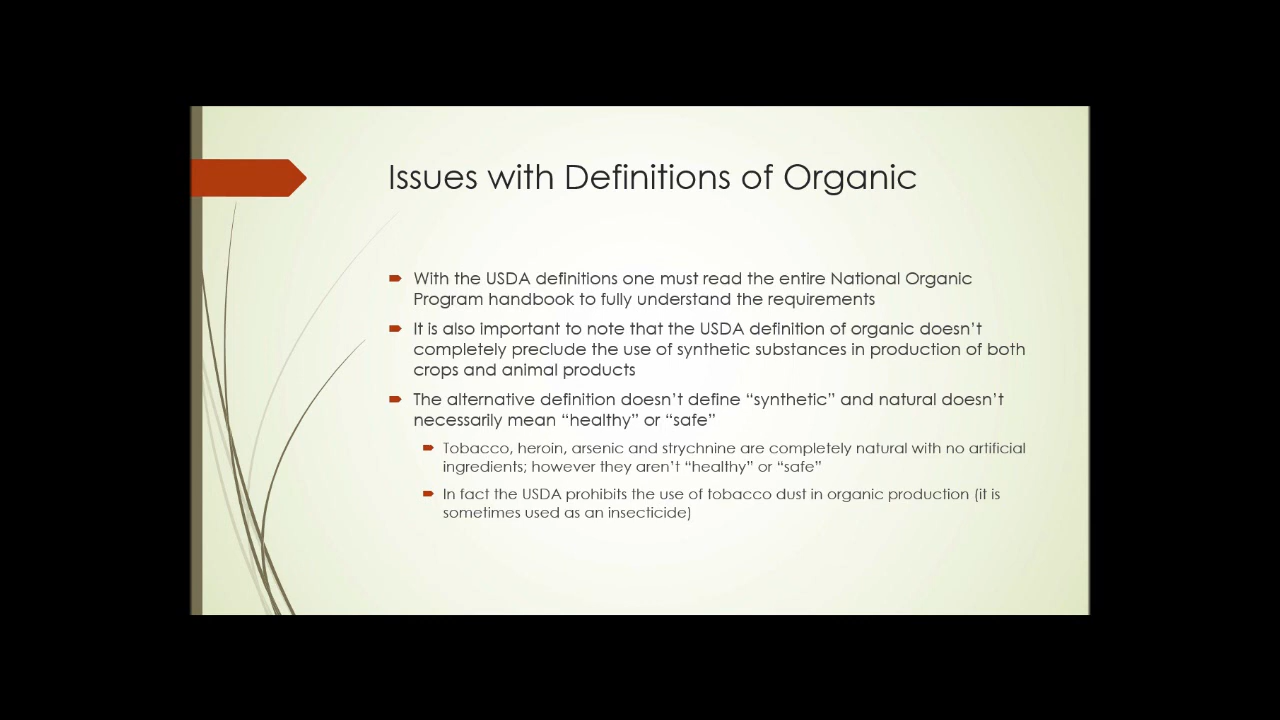 Issues with Definitions of Organic
With the USDA definitions one must read the entire National Organic
Program handbook to fully understand the requirements
It is also important to note that the USDA definition of organic doesn’t
completely preclude the use of synthetic substances in production of both
crops and animal products
The alternative definition doesn’t define “synthetic” and natural doesn’t
necessarily mean “healthy” or “safe”
Tobacco, heroin, arsenic and strychnine are completely natural with no artificial
ingredients; however they aren’t “healthy” or “safe”
In fact the USDA prohibits the use of tobacco dust in organic production (it is
sometimes used as an insecticide)